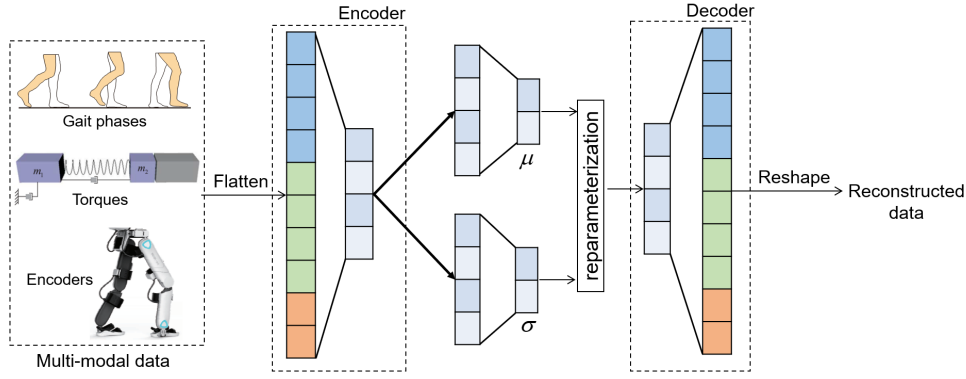 Encoder
Decoder
Gait phases
m₁
m₂
Torques
Encoders
Multi-modal data
Flatten
μ
σ
reparameterization
Reshape
Reconstructed
data